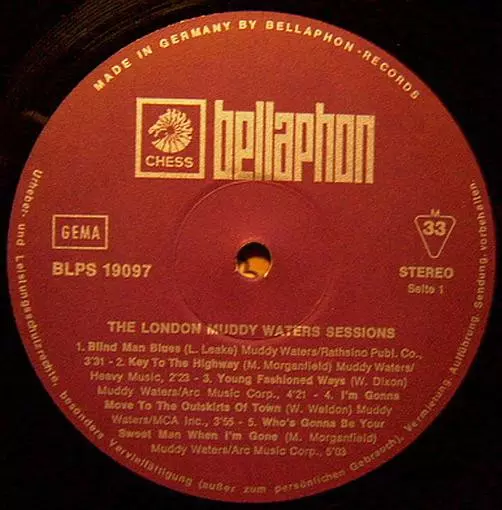 MADE IN GERMANY BY BELLAPHON-RECORDS
CHESS
bellaphon
GEMA
BLPS 19097
M
33
STEREO
Seite 1
THE LONDON MUDDY WATERS SESSIONS
1. Blind Man Blues (L. Leake) Muddy Waters/Rathsino Publ. Co.,
3'31 - 2. Key To The Highway (M. Morganfield) Muddy Waters/
Heavy Music, 2'23 - 3. Young Fashioned Ways (W. Dixon)
Muddy Waters/Arc Music Corp., 4'21 - 4. I'm Gonna
Move To The Outskirts Of Town (W. Weldon) Muddy
Waters/MCA Inc., 3'55 - 5. Who's Gonna Be Your
Sweet Man When I'm Gone (M. Morganfield)
Muddy Waters/Arc Music Corp., 5'03
Urheber- und Leistungsschutzrechte, besonders Vervielfältigung (außer zum persönlichen Gebrauch), Vermietung, Aufführung, Sendung, vorbehalten.